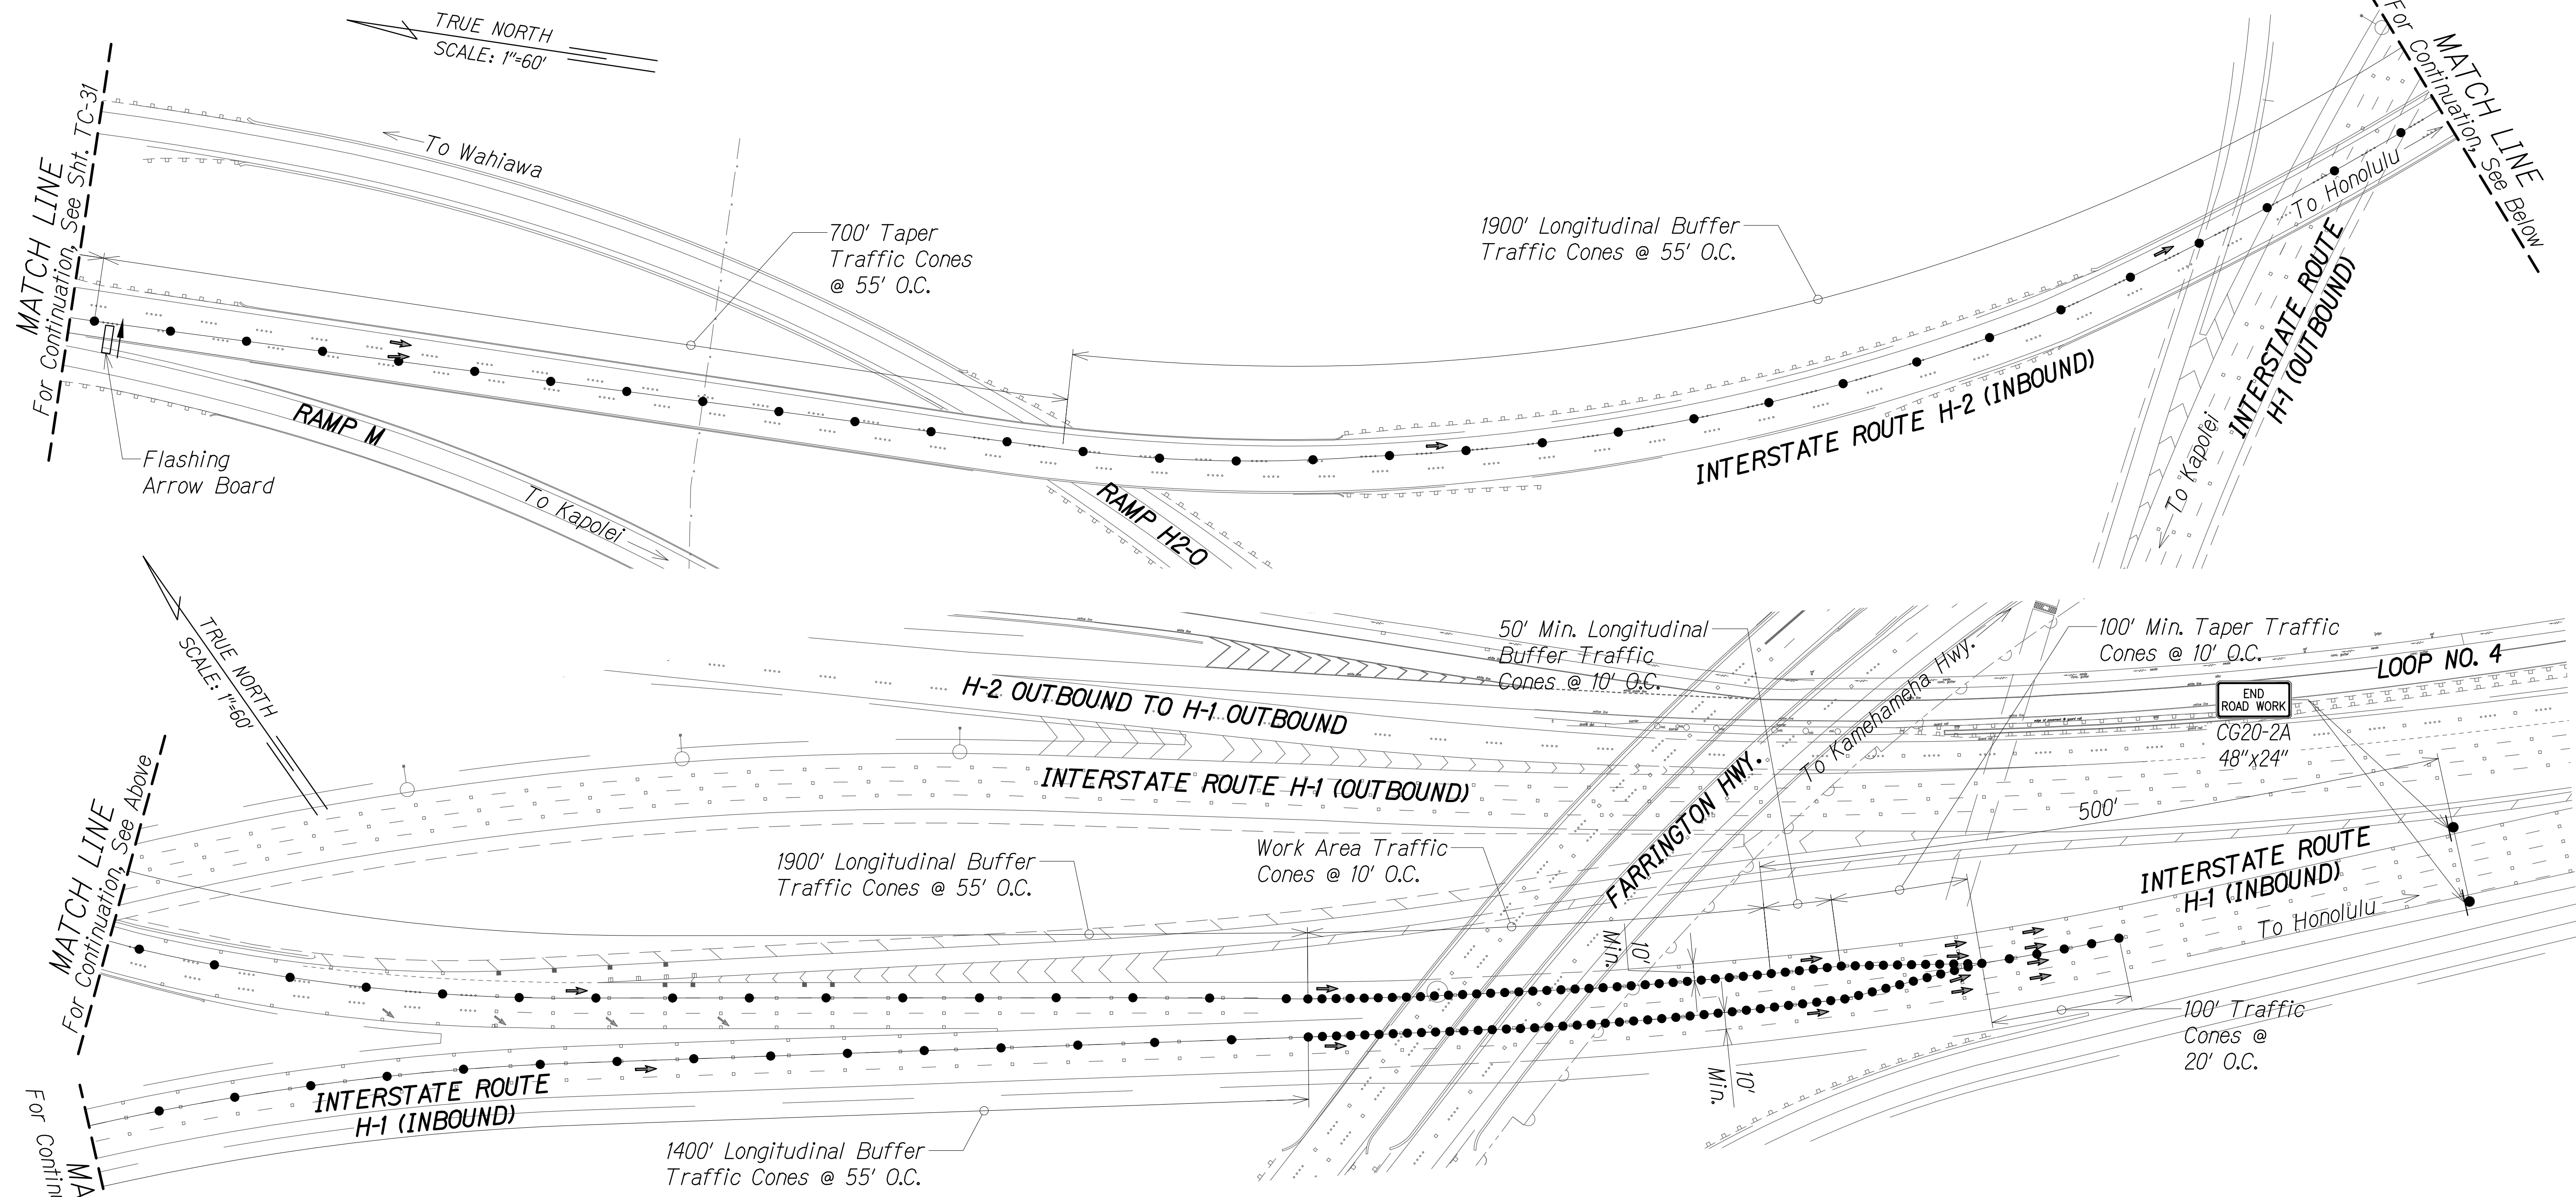 TRUE NORTH
SCALE: 1"=60'
MATCH LINE
For Continuation, See Sht. TC-31
To Wahiawa
700' Taper
Traffic Cones
@ 55' O.C.
1900' Longitudinal Buffer
Traffic Cones @ 55' O.C.
MATCH LINE
For Continuation, See Below
To Honolulu
INTERSTATE ROUTE
H-1 (OUTBOUND)
To Kapolei
INTERSTATE ROUTE H-2 (INBOUND)
RAMP M
Flashing
Arrow Board
To Kapolei
RAMP H2-O
TRUE NORTH
SCALE: 1"=60'
MATCH LINE
For Continuation, See Above
H-2 OUTBOUND TO H-1 OUTBOUND
INTERSTATE ROUTE H-1 (OUTBOUND)
50' Min. Longitudinal
Buffer Traffic
Cones @ 10' O.C.
To Kamehameha Hwy.
100' Min. Taper Traffic
Cones @ 10' O.C.
LOOP NO. 4
END
ROAD WORK
CG20-2A
48"x24"
500'
FARRINGTON HWY.
1900' Longitudinal Buffer
Traffic Cones @ 55' O.C.
Work Area Traffic
Cones @ 10' O.C.
10'
Min.
10'
Min.
INTERSTATE ROUTE
H-1 (INBOUND)
To Honolulu
100' Traffic
Cones @
20' O.C.
INTERSTATE ROUTE
H-1 (INBOUND)
1400' Longitudinal Buffer
Traffic Cones @ 55' O.C.
MA
For Contin